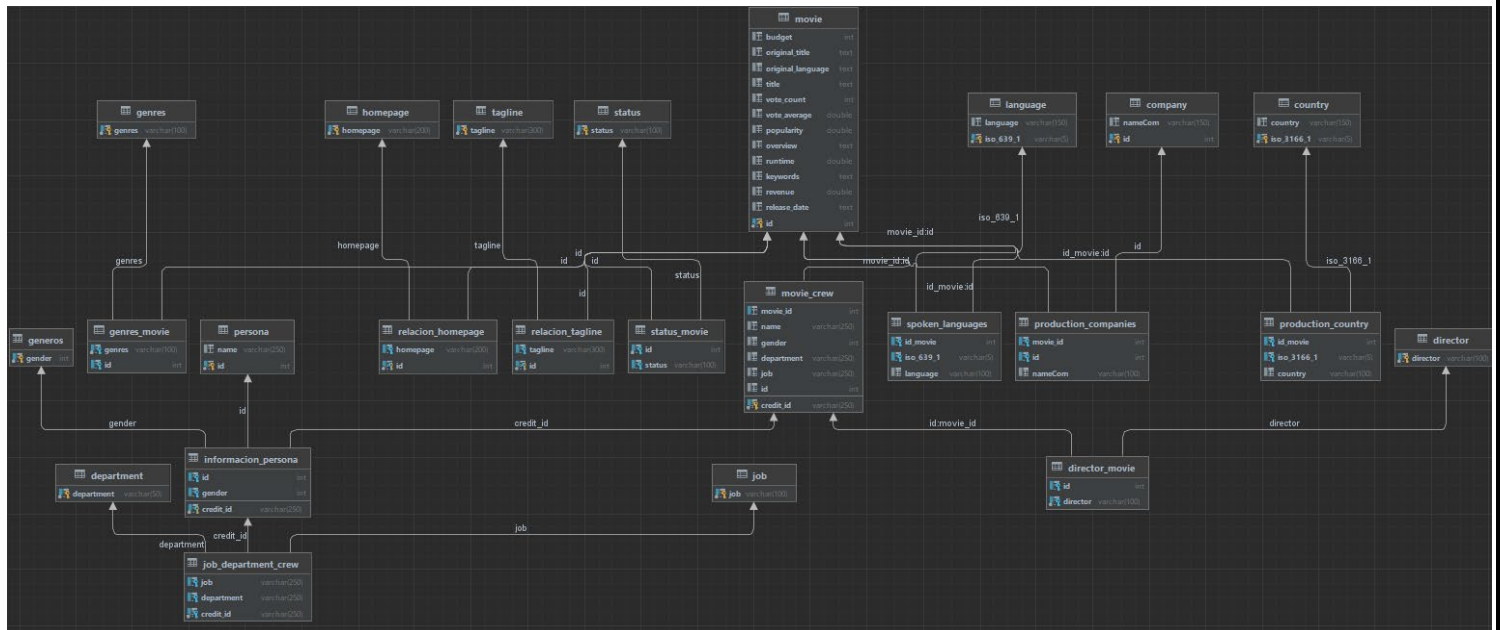 movie
budget int
original_title text
original_language text
title text
vote_count int
vote_average double
popularity double
overview text
runtime double
keywords text
revenue double
release_date text
id int
genres
genres varchar(100)
homepage
homepage varchar(200)
tagline
tagline varchar(300)
status
status varchar(100)
language
language varchar(150)
iso_639_1 varchar(5)
company
nameCom varchar(150)
id int
country
country varchar(150)
iso_3166_1 varchar(5)
genres
homepage
tagline
id
id
id
id
status
movie_id:id
movie_id:id
iso_639_1
id_movie:id
id
id_movie:id
iso_3166_1
generos
gender int
genres_movie
genres varchar(100)
id int
persona
name varchar(250)
id int
relacion_homepage
homepage varchar(200)
id int
relacion_tagline
tagline varchar(300)
id int
status_movie
id int
status varchar(100)
movie_crew
movie_id int
name varchar(250)
gender int
department varchar(250)
job varchar(250)
id int
credit_id varchar(250)
spoken_languages
id_movie int
iso_639_1 varchar(5)
language varchar(100)
production_companies
movie_id int
id int
nameCom varchar(100)
production_country
id_movie int
iso_3166_1 varchar(5)
country varchar(100)
director
director varchar(100)
gender
id
credit_id
id:movie_id
director
department
department varchar(50)
informacion_persona
id int
gender int
credit_id varchar(250)
job
job varchar(100)
director_movie
id int
director varchar(100)
department
credit_id
job
job_department_crew
job varchar(250)
department varchar(250)
credit_id varchar(250)